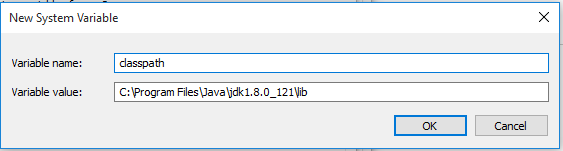 New System Variable
Variable name: classpath
Variable value: C:\Program Files\Java\jdk1.8.0_121\lib
OK Cancel